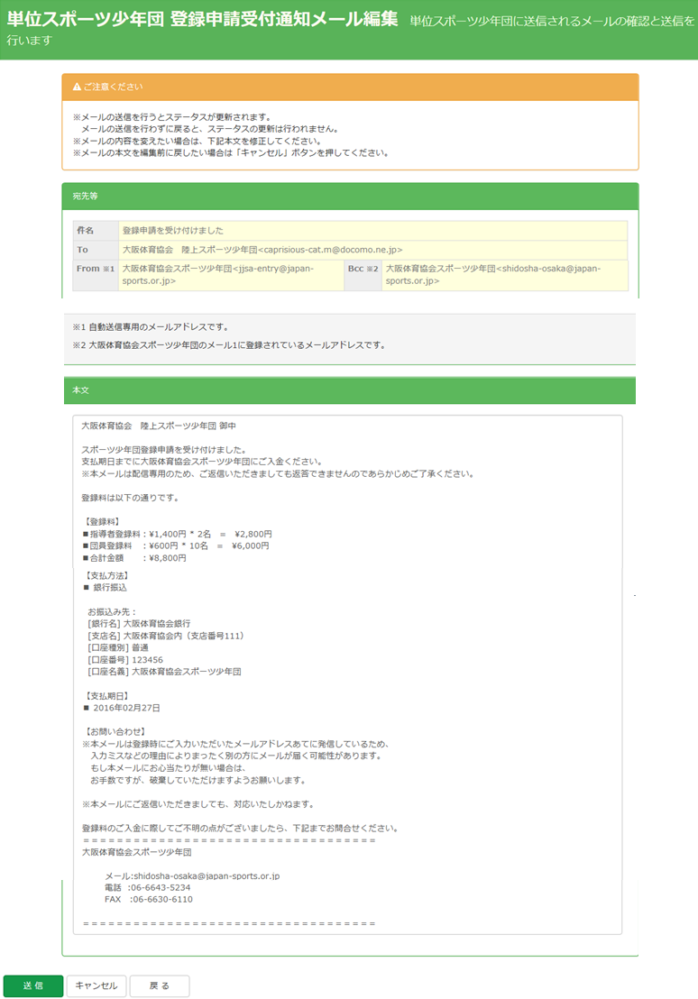 単位スポーツ少年団 登録申請受付通知メール編集 単位スポーツ少年団に送信されるメールの確認と送信を
行います
ご注意ください
※メールの送信を行うとステータスが更新されます。
メールの送信を行わずに戻ると、ステータスの更新は行われません。
※メールの内容を変えたい場合は、下記本文を修正してください。
※メールの本文を編集前に戻したい場合は「キャンセル」ボタンを押してください。
宛先等
件名 登録申請を受け付けました
To 大阪体育協会　陸上スポーツ少年団<caprisious-cat.m@docomo.ne.jp>
From ※1 大阪体育協会スポーツ少年団<jjsa-entry@japan- Bcc ※2 大阪体育協会スポーツ少年団<shidosha-osaka@japan-
sports.or.jp> sports.or.jp>
※1 自動送信専用のメールアドレスです。
※2 大阪体育協会スポーツ少年団のメール1に登録されているメールアドレスです。
本文
大阪体育協会　陸上スポーツ少年団 御中
スポーツ少年団登録申請を受け付けました。
支払期日までに大阪体育協会スポーツ少年団にご入金ください。
※本メールは配信専用のため、ご返信いただきましても返答できませんのであらかじめご了承ください。
登録料は以下の通りです。
【登録料】
■指導者登録料：¥1,400円 * 2名　＝　¥2,800円
■団員登録料　：¥600円 * 10名　＝　¥6,000円
■合計金額　　：¥8,800円
【支払方法】
■ 銀行振込
お振込み先：
[銀行名] 大阪体育協会銀行
[支店名] 大阪体育協会内（支店番号111）
[口座種別] 普通
[口座番号] 123456
[口座名義] 大阪体育協会スポーツ少年団
【支払期日】
■ 2016年02月27日
【お問い合わせ】
※本メールは登録時にご入力いただいたメールアドレスあてに発信しているため、
入力ミスなどの理由によりまったく別の方にメールが届く可能性があります。
もし本メールにお心当たりが無い場合は、
お手数ですが、破棄していただけますようお願いします。
※本メールにご返信いただきましても、対応いたしかねます。
登録料のご入金に際してご不明の点がございましたら、下記までお問合せください。
＝＝＝＝＝＝＝＝＝＝＝＝＝＝＝＝＝＝＝＝＝＝＝＝＝＝＝＝＝＝＝＝＝＝＝
大阪体育協会スポーツ少年団
メール:shidosha-osaka@japan-sports.or.jp
電話　:06-6643-5234
FAX　:06-6630-6110
＝＝＝＝＝＝＝＝＝＝＝＝＝＝＝＝＝＝＝＝＝＝＝＝＝＝＝＝＝＝＝＝＝＝＝
送 信 キャンセル 戻 る